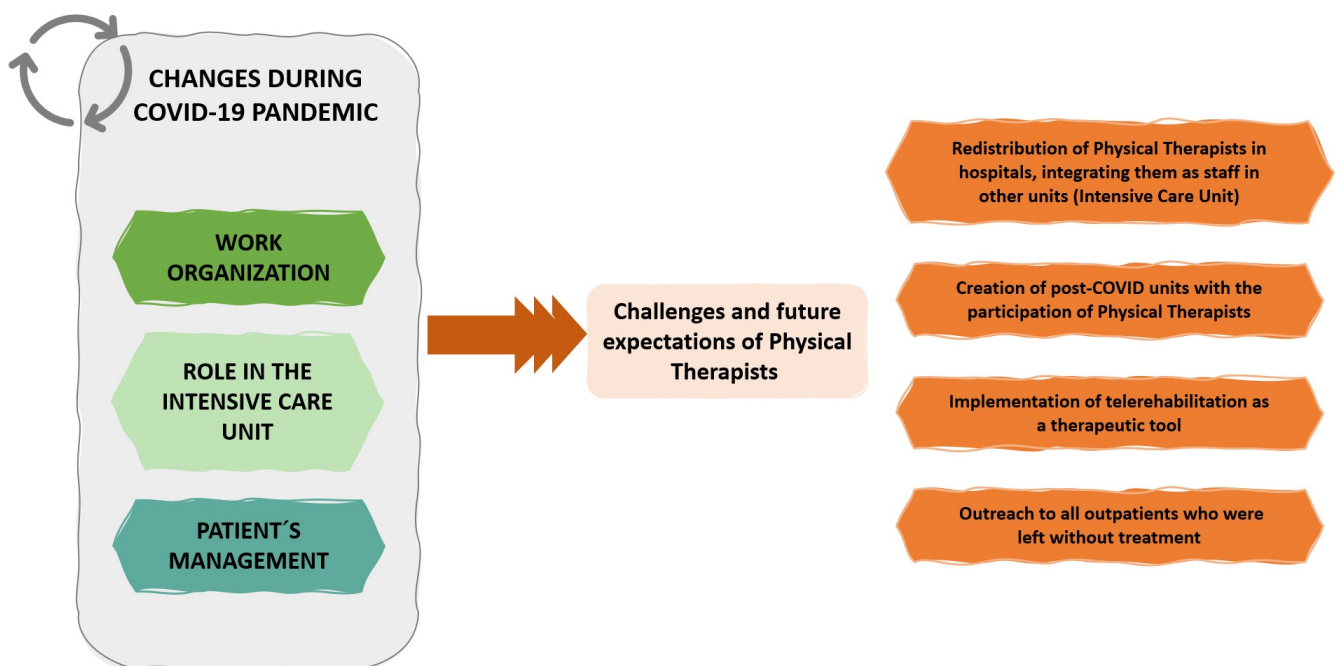 CHANGES DURING
COVID-19 PANDEMIC
WORK
ORGANIZATION
ROLE IN THE
INTENSIVE CARE
UNIT
PATIENT´S
MANAGEMENT
Challenges and future
expectations of Physical
Therapists
Redistribution of Physical Therapists in
hospitals, integrating them as staff in
other units (Intensive Care Unit)
Creation of post-COVID units with the
participation of Physical Therapists
Implementation of telerehabilitation as
a therapeutic tool
Outreach to all outpatients who were
left without treatment